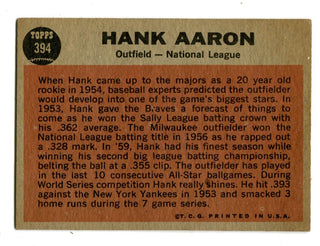 TOPPS
394
HANK AARON
Outfield — National League
When Hank came up to the majors as a 20 year old
rookie in 1954, baseball experts predicted the outfielder
would develop into one of the game's biggest stars. In
1953, Hank gave the B.aves a forecast of things to
come as he won the Sally League batting crown with
his .362 average. The Milwaukee outfielder won the
National League batting title in 1956 as he rapped out
a .328 mark. In '59, Hank had his finest season while
winning his second big league batting championship,
belting the ball at a .355 clip. The outfielder has played
in the last 10 consecutive All-Star ballgames. During
World Series competition Hank really shines. He hit .393
against the New York Yankees in 1953 and smacked 3
home runs during the 7 game series.
©T.C.G. PRINTED IN U.S.A.